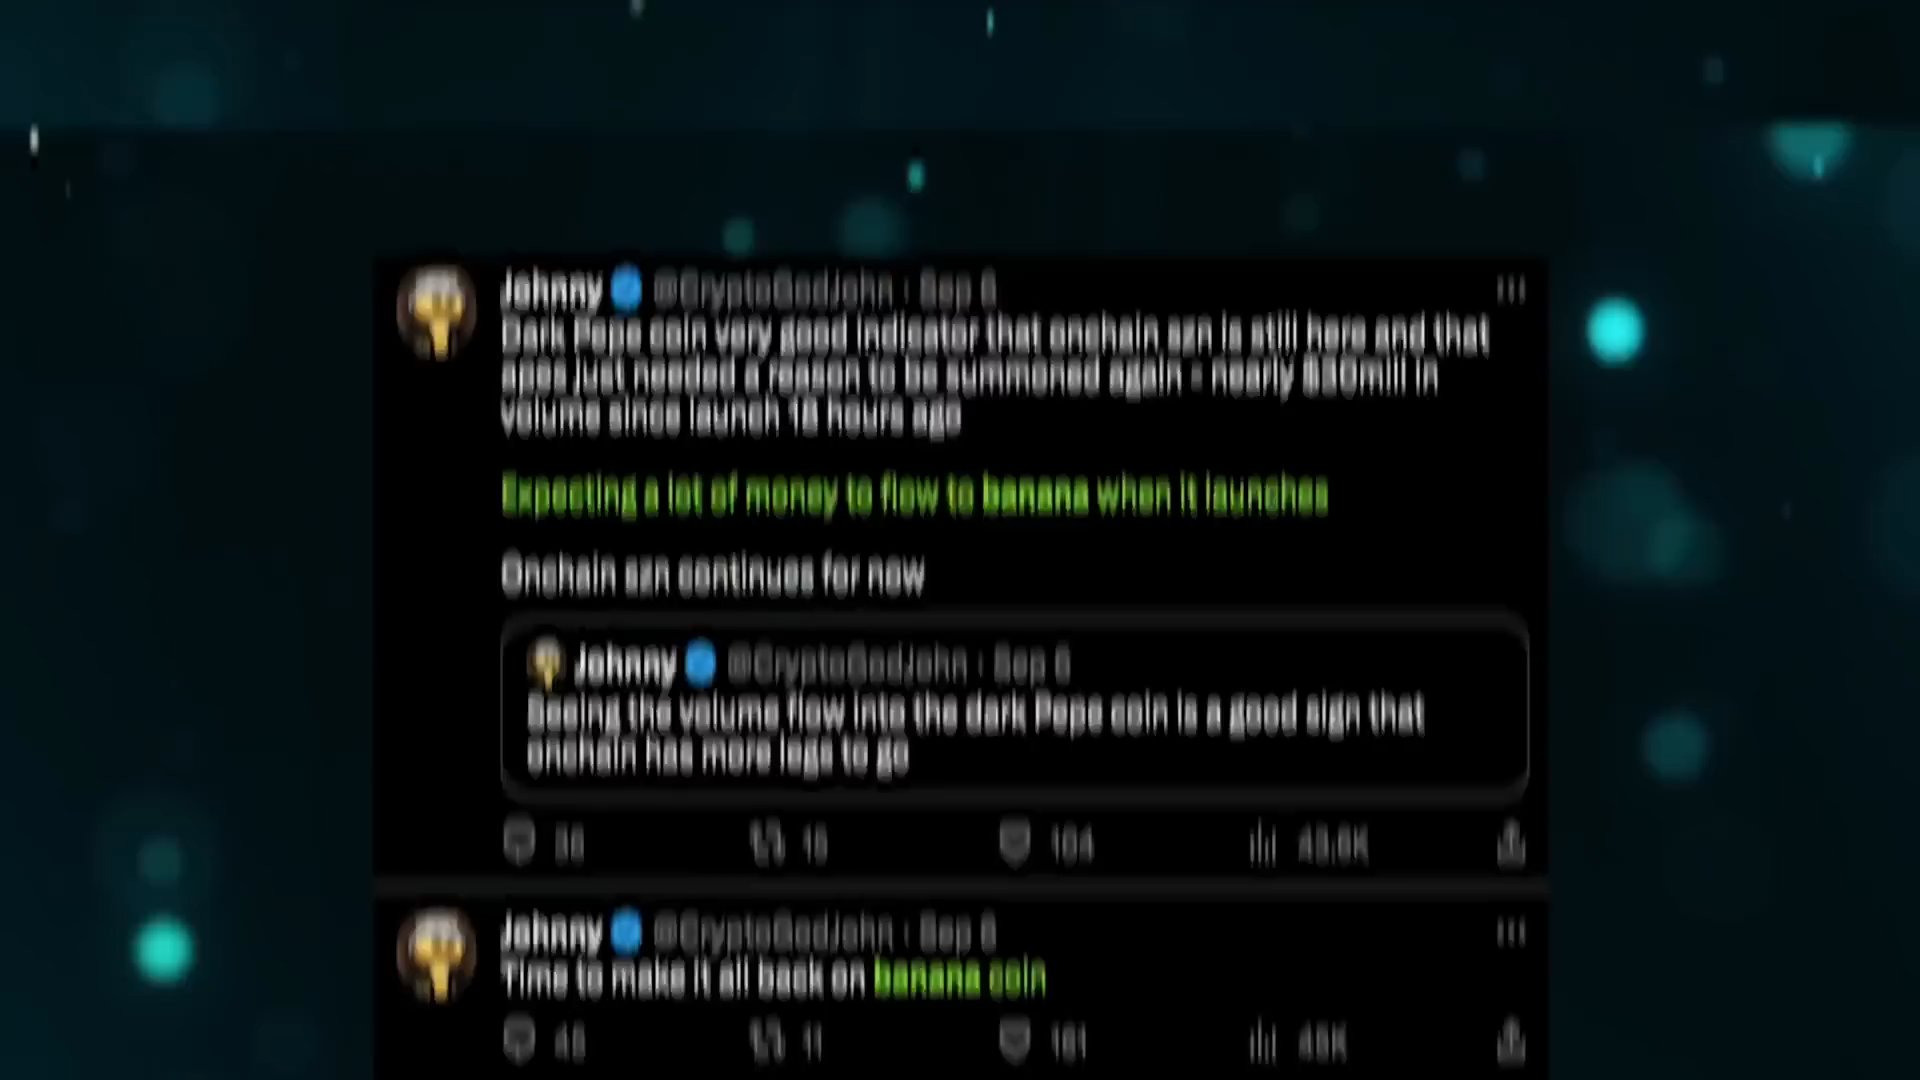 Johnny @CryptoGodJohn · Sep 6
Dark Pepe coin very good indicator that onchain szn is still here and that
apes just needed a reason to be summoned again - nearly mill in
volume since launch hours ago
Expecting a lot of money to flow to banana when it launches
Onchain szn continues for now
Johnny @CryptoGodJohn · Sep 6
Seeing the volume flow into the dark Pepe coin is a good sign that
onchain has more legs to go
Johnny @CryptoGodJohn · Sep 6
Time to make it all back on banana coin
11